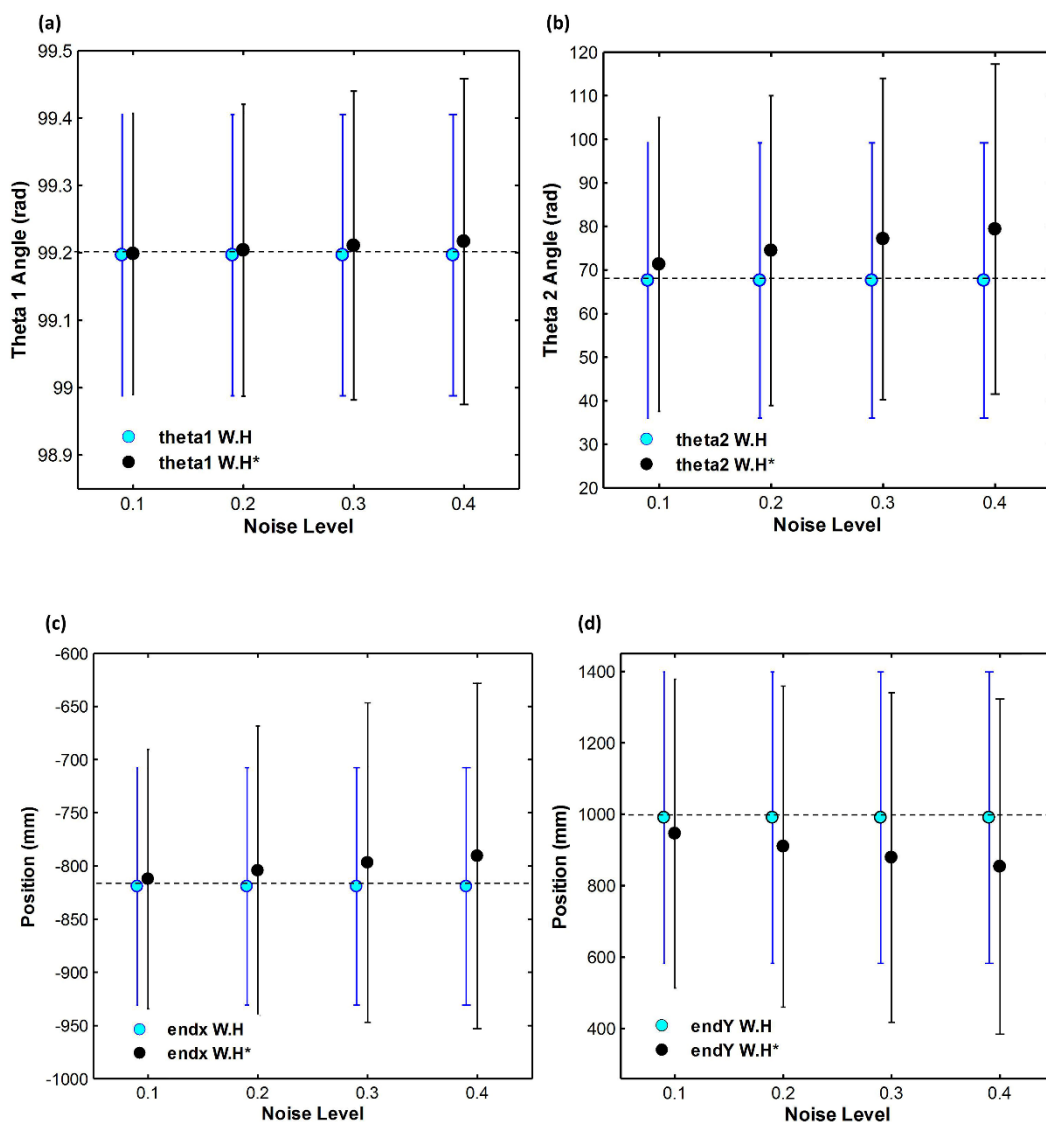 (a)
99.5
99.4
99.3
99.2
99.1
99
98.9
Theta 1 Angle (rad)
theta1 W.H
theta1 W.H*
0.1 0.2 0.3 0.4
Noise Level
(b)
120
110
100
90
80
70
60
50
40
30
20
Theta 2 Angle (rad)
theta2 W.H
theta2 W.H*
0.1 0.2 0.3 0.4
Noise Level
(c)
-600
-650
-700
-750
-800
-850
-900
-950
-1000
Position (mm)
endx W.H
endx W.H*
0.1 0.2 0.3 0.4
Noise Level
(d)
1400
1200
1000
800
600
400
Position (mm)
endY W.H
endY W.H*
0.1 0.2 0.3 0.4
Noise Level